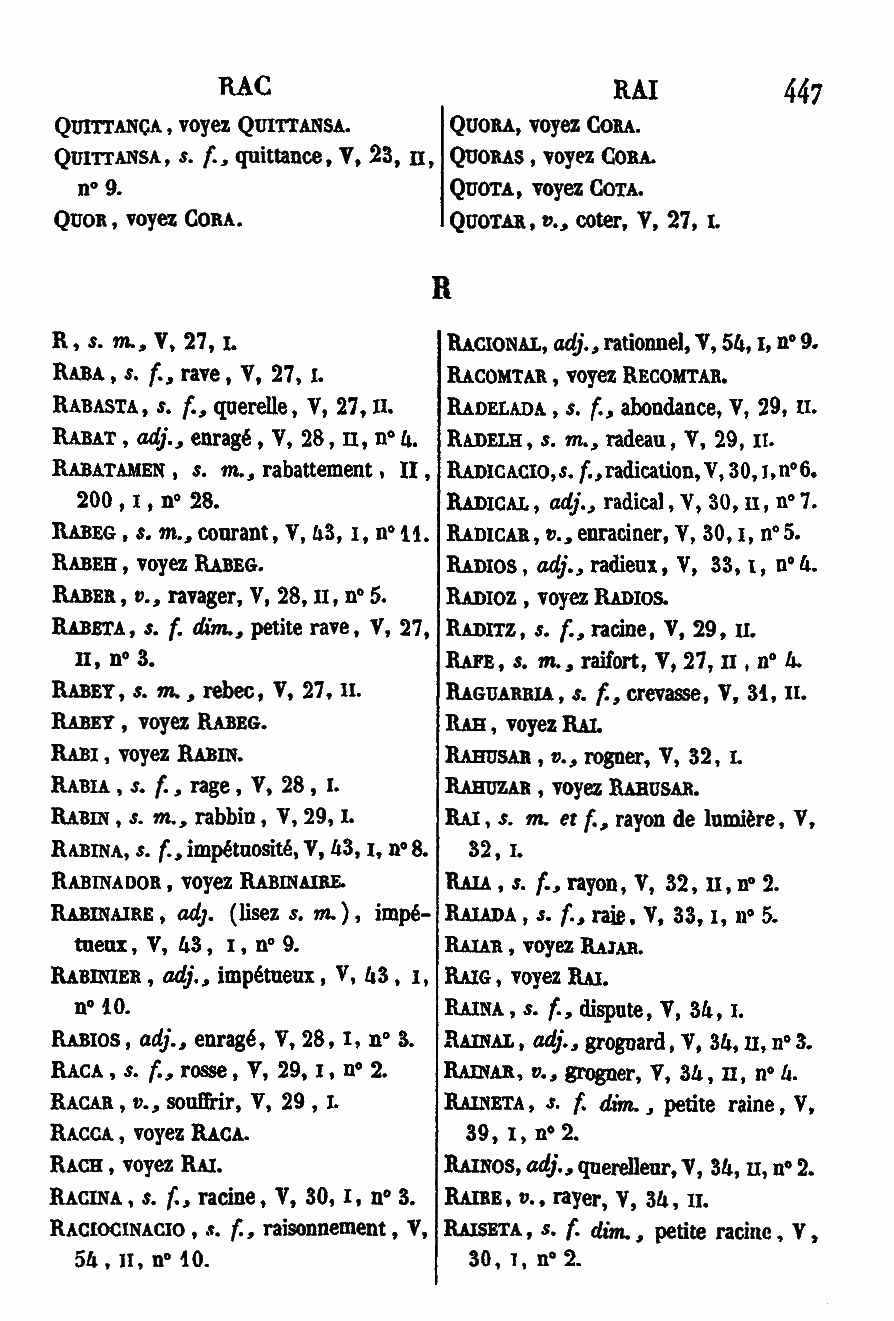 RAC
RAI
447
QUITTANÇA, voyez QUITTANSA.
QUITTANSA, s. f., quittance, V, 23, II,
n° 9.
QUOR, voyez CORA.
QUORA, voyez CORA.
QUORAS, voyez CORA.
QUOTA, voyez COTA.
QUOTAR, v., coter, V, 27, I.
R
R, s. m., V, 27, I.
RABA, s. f., rave, V, 27, I.
RABASTA, s. f., querelle, V, 27, II.
RABAT, adj., enragé, V, 28, II, n° 4.
RABATAMEN, s. m., rabattement, II,
200, I, n° 28.
RABEG, s. m., courant, V, 43, I, n° 11.
RABEH, voyez RABEG.
RABER, v., ravager, V, 28, II, n° 5.
RABETA, s. f. dim., petite rave, V, 27,
II, n° 3.
RABEY, s. m., rebec, V, 27, II.
RABEY, voyez RABEG.
RABI, voyez RABIN.
RABIA, s. f., rage, V, 28, I.
RABIN, s. m., rabbin, V, 29, I.
RABINA, s. f., impétuosité, V, 43, I, n° 8.
RABINADOR, voyez RABINAIRE.
RABINAIRE, adj. (lisez s. m.), impé-
tueux, V, 43, I, n° 9.
RABINIER, adj., impétueux, V, 43, I,
n° 10.
RABIOS, adj., enragé, V, 28, I, n° 3.
RACA, s. f., rosse, V, 29, I, n° 2.
RACAR, v., souffrir, V, 29, I.
RACCA, voyez RACA.
RACH, voyez RAI.
RACINA, s. f., racine, V, 30, I, n° 3.
RACIOCINACIO, s. f., raisonnement, V,
54, II, n° 10.
RACIONAL, adj., rationnel, V, 54, I, n° 9.
RACOMTAR, voyez RECOMTAR.
RADELADA, s. f., abondance, V, 29, II.
RADELH, s. m., radeau, V, 29, II.
RADICACIO, s. f., radication, V, 30, I, n° 6.
RADICAL, adj., radical, V, 30, II, n° 7.
RADICAR, v., enraciner, V, 30, I, n° 5.
RADIOS, adj., radieux, V, 33, I, n° 4.
RADIOZ, voyez RADIOS.
RADITZ, s. f., racine, V, 29, II.
RAFE, s. m., raifort, V, 27, II, n° 4.
RAGUARRIA, s. f., crevasse, V, 31, II.
RAH, voyez RAI.
RAHUSAR, v., rogner, V, 32, I.
RAHUZAR, voyez RAHUSAR.
RAI, s. m. et f., rayon de lumière, V,
32, I.
RAIA, s. f., rayon, V, 32, II, n° 2.
RAIADA, s. f., raie, V, 33, I, n° 5.
RAIAR, voyez RAJAR.
RAIG, voyez RAI.
RAINA, s. f., dispute, V, 34, I.
RAINAL, adj., grognard, V, 34, II, n° 3.
RAINAR, v., grogner, V, 34, II, n° 4.
RAINETA, s. f. dim., petite raine, V,
39, I, n° 2.
RAINOS, adj., querelleur, V, 34, II, n° 2.
RAIRE, v., rayer, V, 34, II.
RAISETA, s. f. dim., petite racine, V,
30, I, n° 2.